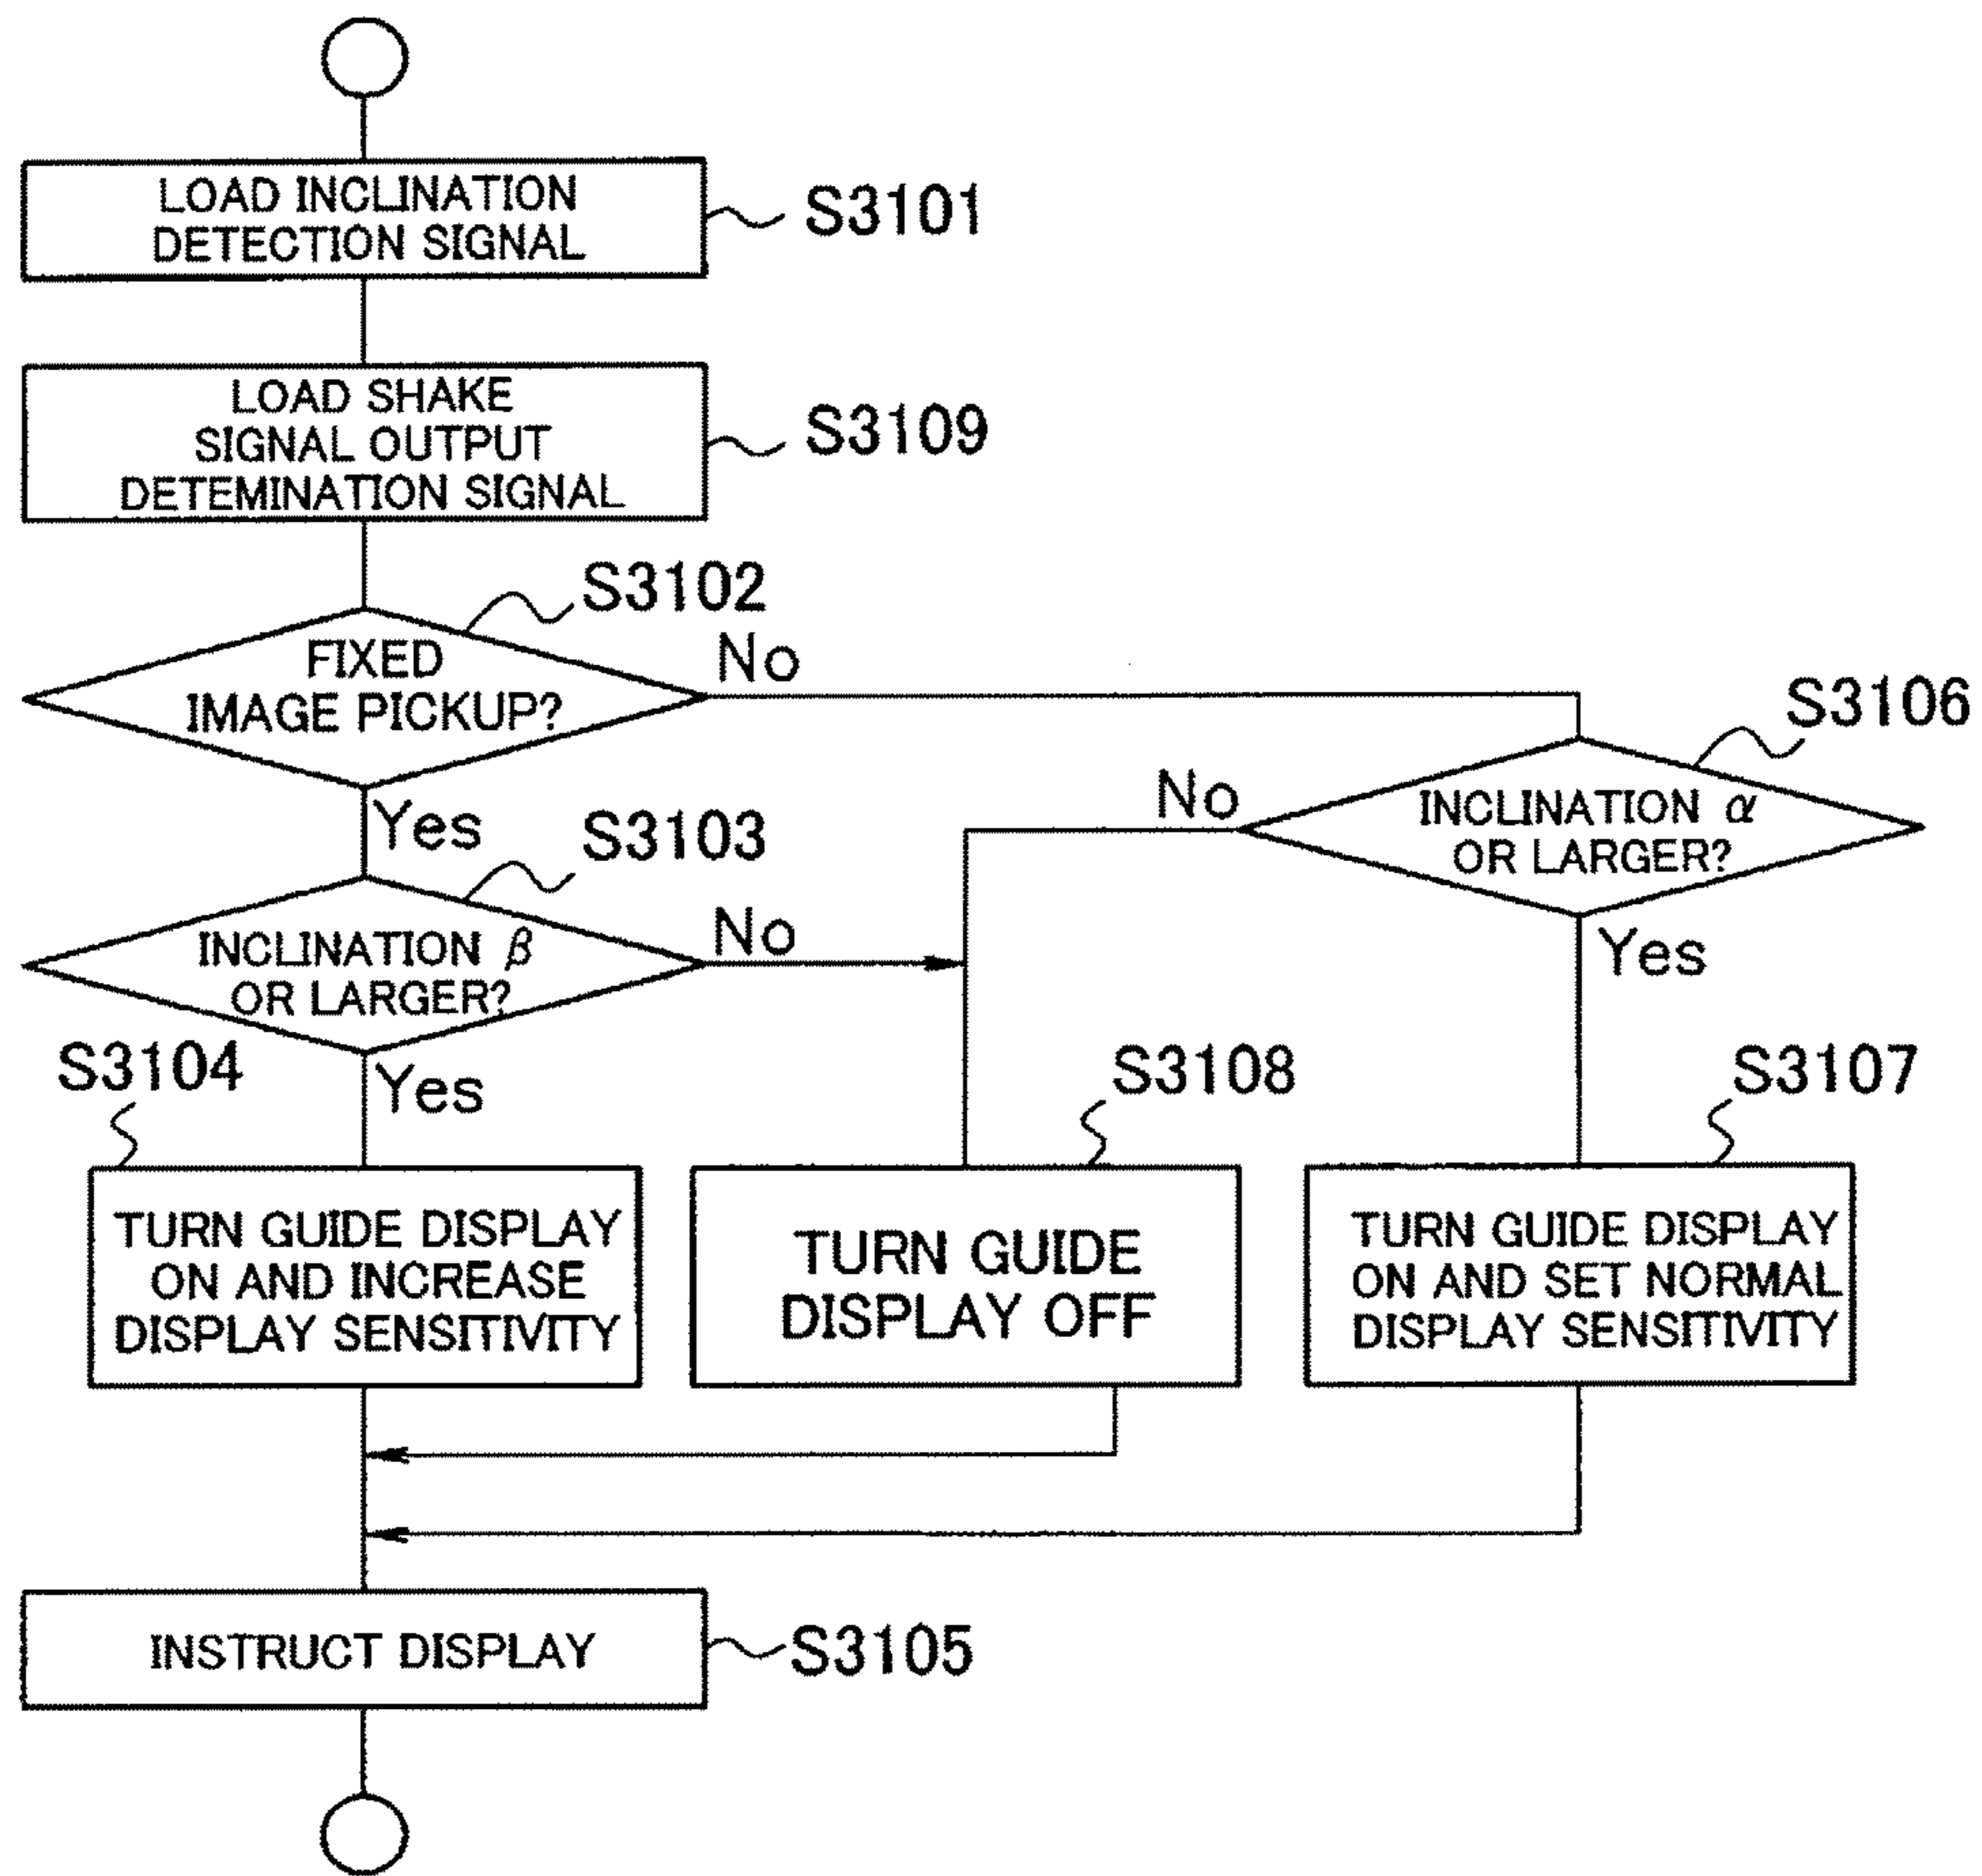 LOAD INCLINATION
DETECTION SIGNAL
S3101
LOAD SHAKE
SIGNAL OUTPUT
DETEMINATION SIGNAL
S3109
S3102
FIXED
IMAGE PICKUP?
No
Yes
S3106
INCLINATION α
OR LARGER?
No
Yes
S3103
INCLINATION β
OR LARGER?
No
Yes
S3104
TURN GUIDE DISPLAY
ON AND INCREASE
DISPLAY SENSITIVITY
S3108
TURN GUIDE
DISPLAY OFF
S3107
TURN GUIDE DISPLAY
ON AND SET NORMAL
DISPLAY SENSITIVITY
INSTRUCT DISPLAY
S3105